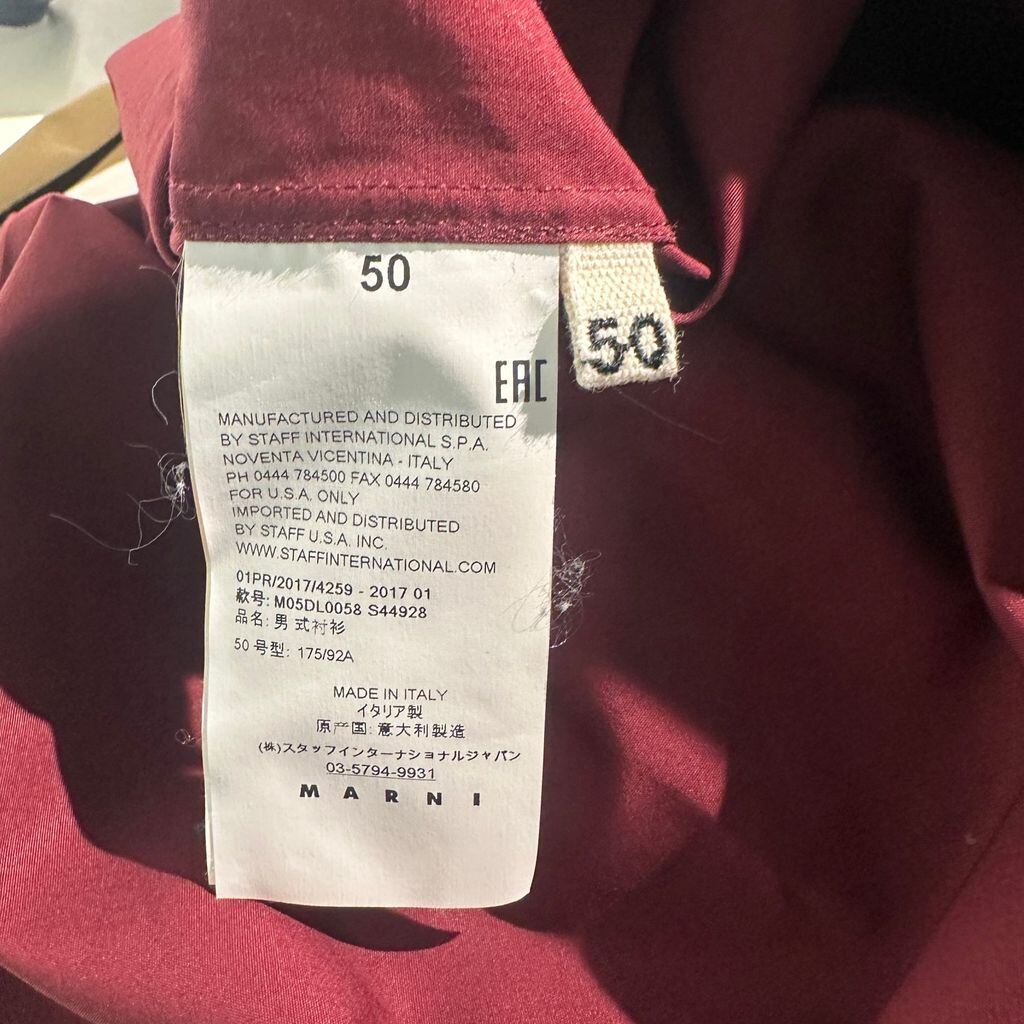 50
50
EAC
MANUFACTURED AND DISTRIBUTED
BY STAFF INTERNATIONAL S.P.A.
NOVENTA VICENTINA - ITALY
PH 0444 784500 FAX 0444 784580
FOR U.S.A. ONLY
IMPORTED AND DISTRIBUTED
BY STAFF U.S.A. INC.
WWW.STAFFINTERNATIONAL.COM
01PR/2017/4259 - 2017 01
款号: M05DL0058 S44928
品名: 男式衬衫
50 号型: 175/92A
MADE IN ITALY
イタリア製
原产国: 意大利製造
(株)スタッフインターナショナルジャパン
03-5794-9931
MARNI